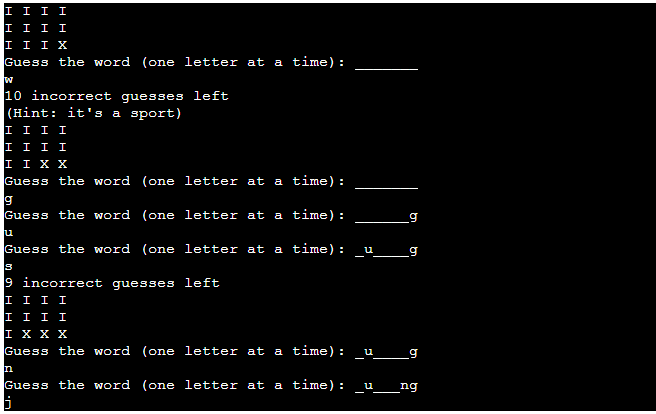 I I I I
I I I I
I I I X
Guess the word (one letter at a time): _______
w
10 incorrect guesses left
(Hint: it's a sport)
I I I I
I I I I
I I X X
Guess the word (one letter at a time): _______
g
Guess the word (one letter at a time): ______g
u
Guess the word (one letter at a time): _u____g
s
9 incorrect guesses left
I I I I
I I I I
I X X X
Guess the word (one letter at a time): _u____g
n
Guess the word (one letter at a time): _u___ng
j